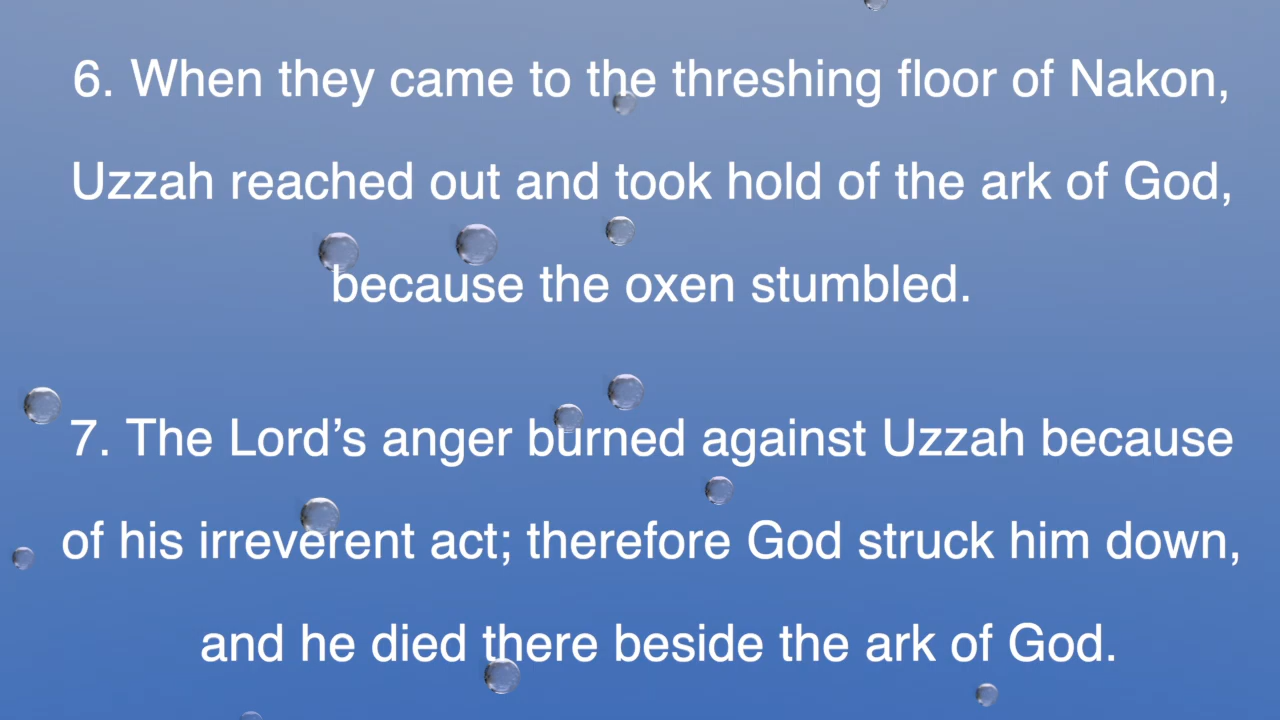 6. When they came to the threshing floor of Nakon,
Uzzah reached out and took hold of the ark of God,
because the oxen stumbled.
7. The Lord’s anger burned against Uzzah because
of his irreverent act; therefore God struck him down,
and he died there beside the ark of God.